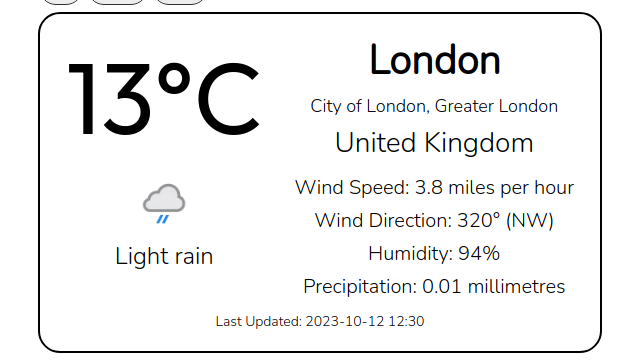 13°C
Light rain
London
City of London, Greater London
United Kingdom
Wind Speed: 3.8 miles per hour
Wind Direction: 320° (NW)
Humidity: 94%
Precipitation: 0.01 millimetres
Last Updated: 2023-10-12 12:30